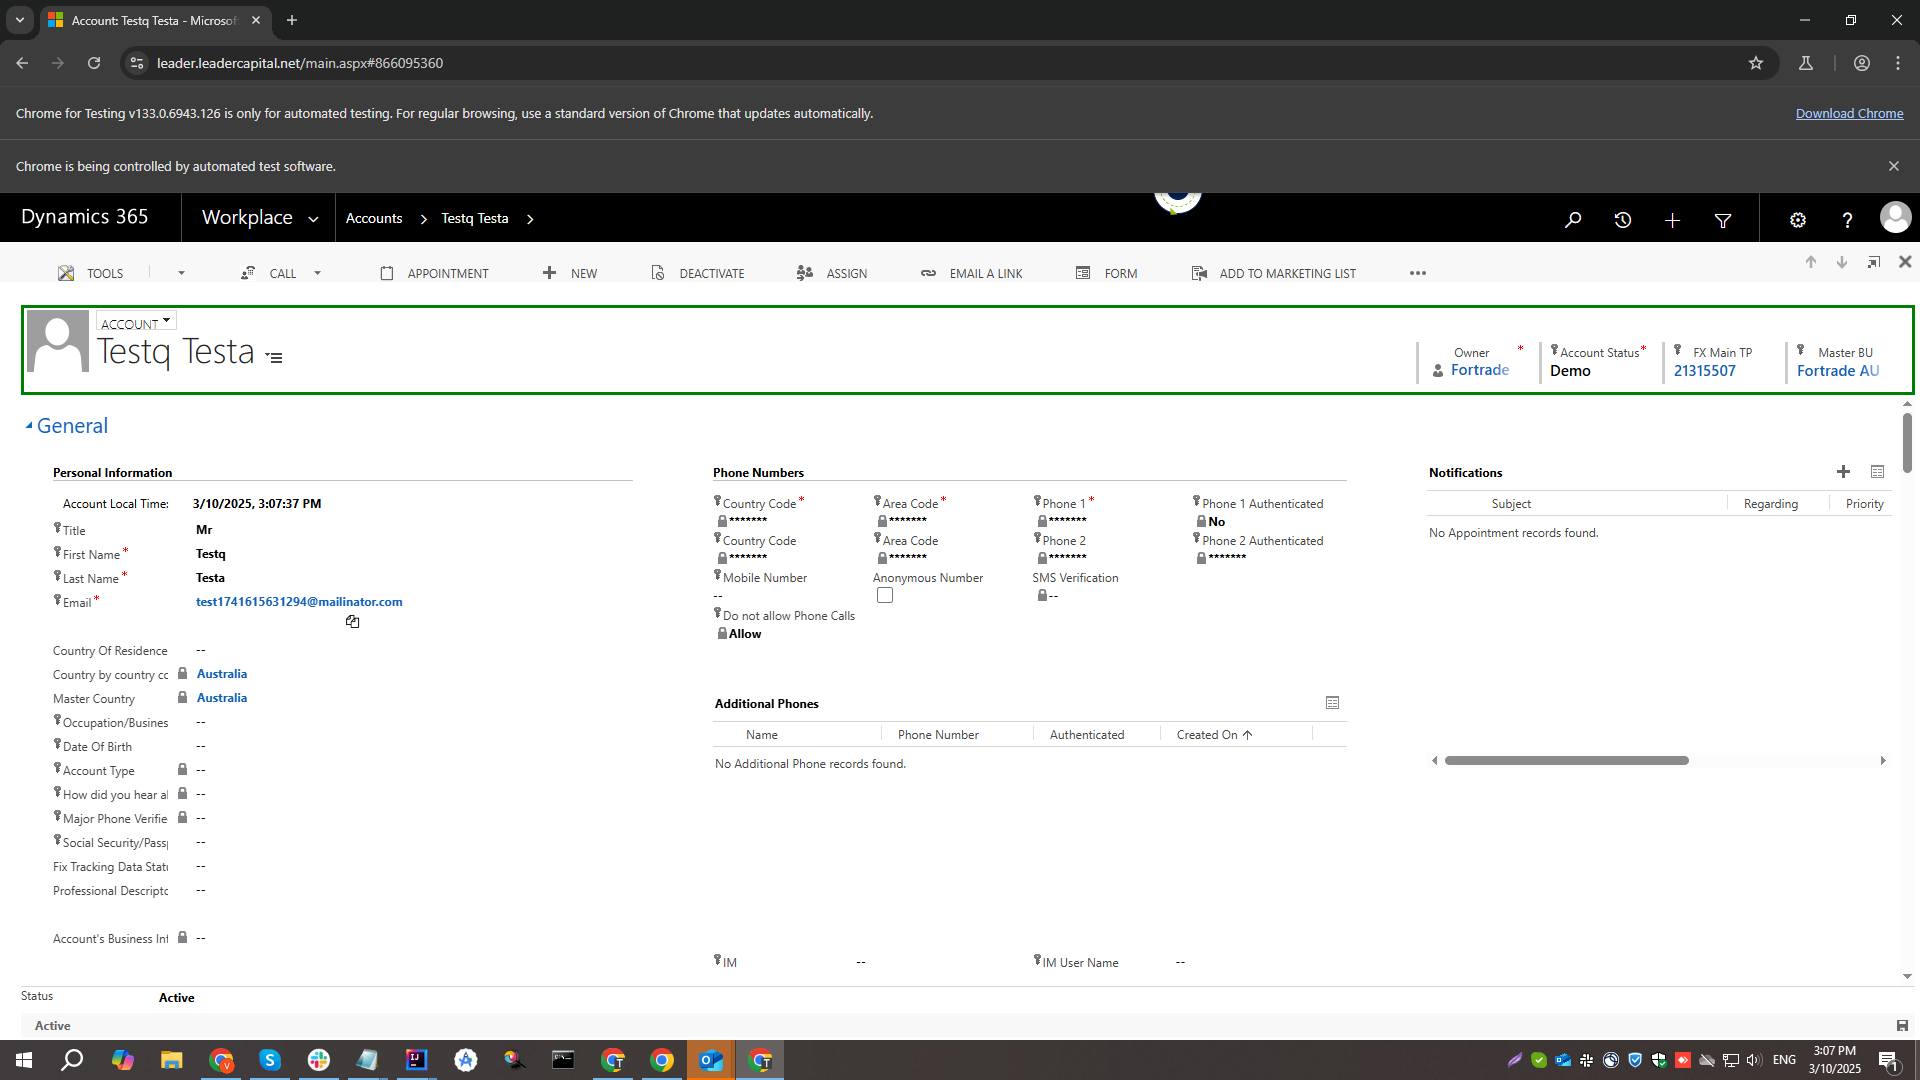 Account: Testq Testa - Microsof
leader.leadercapital.net/main.aspx#866095360
Chrome for Testing v133.0.6943.126 is only for automated testing. For regular browsing, use a standard version of Chrome that updates automatically.
Download Chrome
Chrome is being controlled by automated test software.
Dynamics 365
Workplace
Accounts
Testq Testa
TOOLS
CALL
APPOINTMENT
NEW
DEACTIVATE
ASSIGN
EMAIL A LINK
FORM
ADD TO MARKETING LIST
ACCOUNT
Testq Testa
Owner *
Fortrade
Account Status *
Demo
FX Main TP
21315507
Master BU
Fortrade AU
General
Personal Information
Account Local Time: 3/10/2025, 3:07:37 PM
Title Mr
First Name * Testq
Last Name * Testa
Email * test1741615631294@mailinator.com
Country Of Residence --
Country by country cc Australia
Master Country Australia
Occupation/Busines --
Date Of Birth --
Account Type --
How did you hear al --
Major Phone Verifie --
Social Security/Pass --
Fix Tracking Data Statu --
Professional Descripto --
Account's Business Inf --
Phone Numbers
Country Code * Area Code * Phone 1 * Phone 1 Authenticated
******* ******* ******* No
Country Code Area Code Phone 2 Phone 2 Authenticated
******* ******* ******* *******
Mobile Number Anonymous Number SMS Verification
-- --
Do not allow Phone Calls
Allow
Additional Phones
Name Phone Number Authenticated Created On
No Additional Phone records found.
IM -- IM User Name --
Notifications
Subject Regarding Priority
No Appointment records found.
Status Active
Active
ENG
3:07 PM
3/10/2025
1